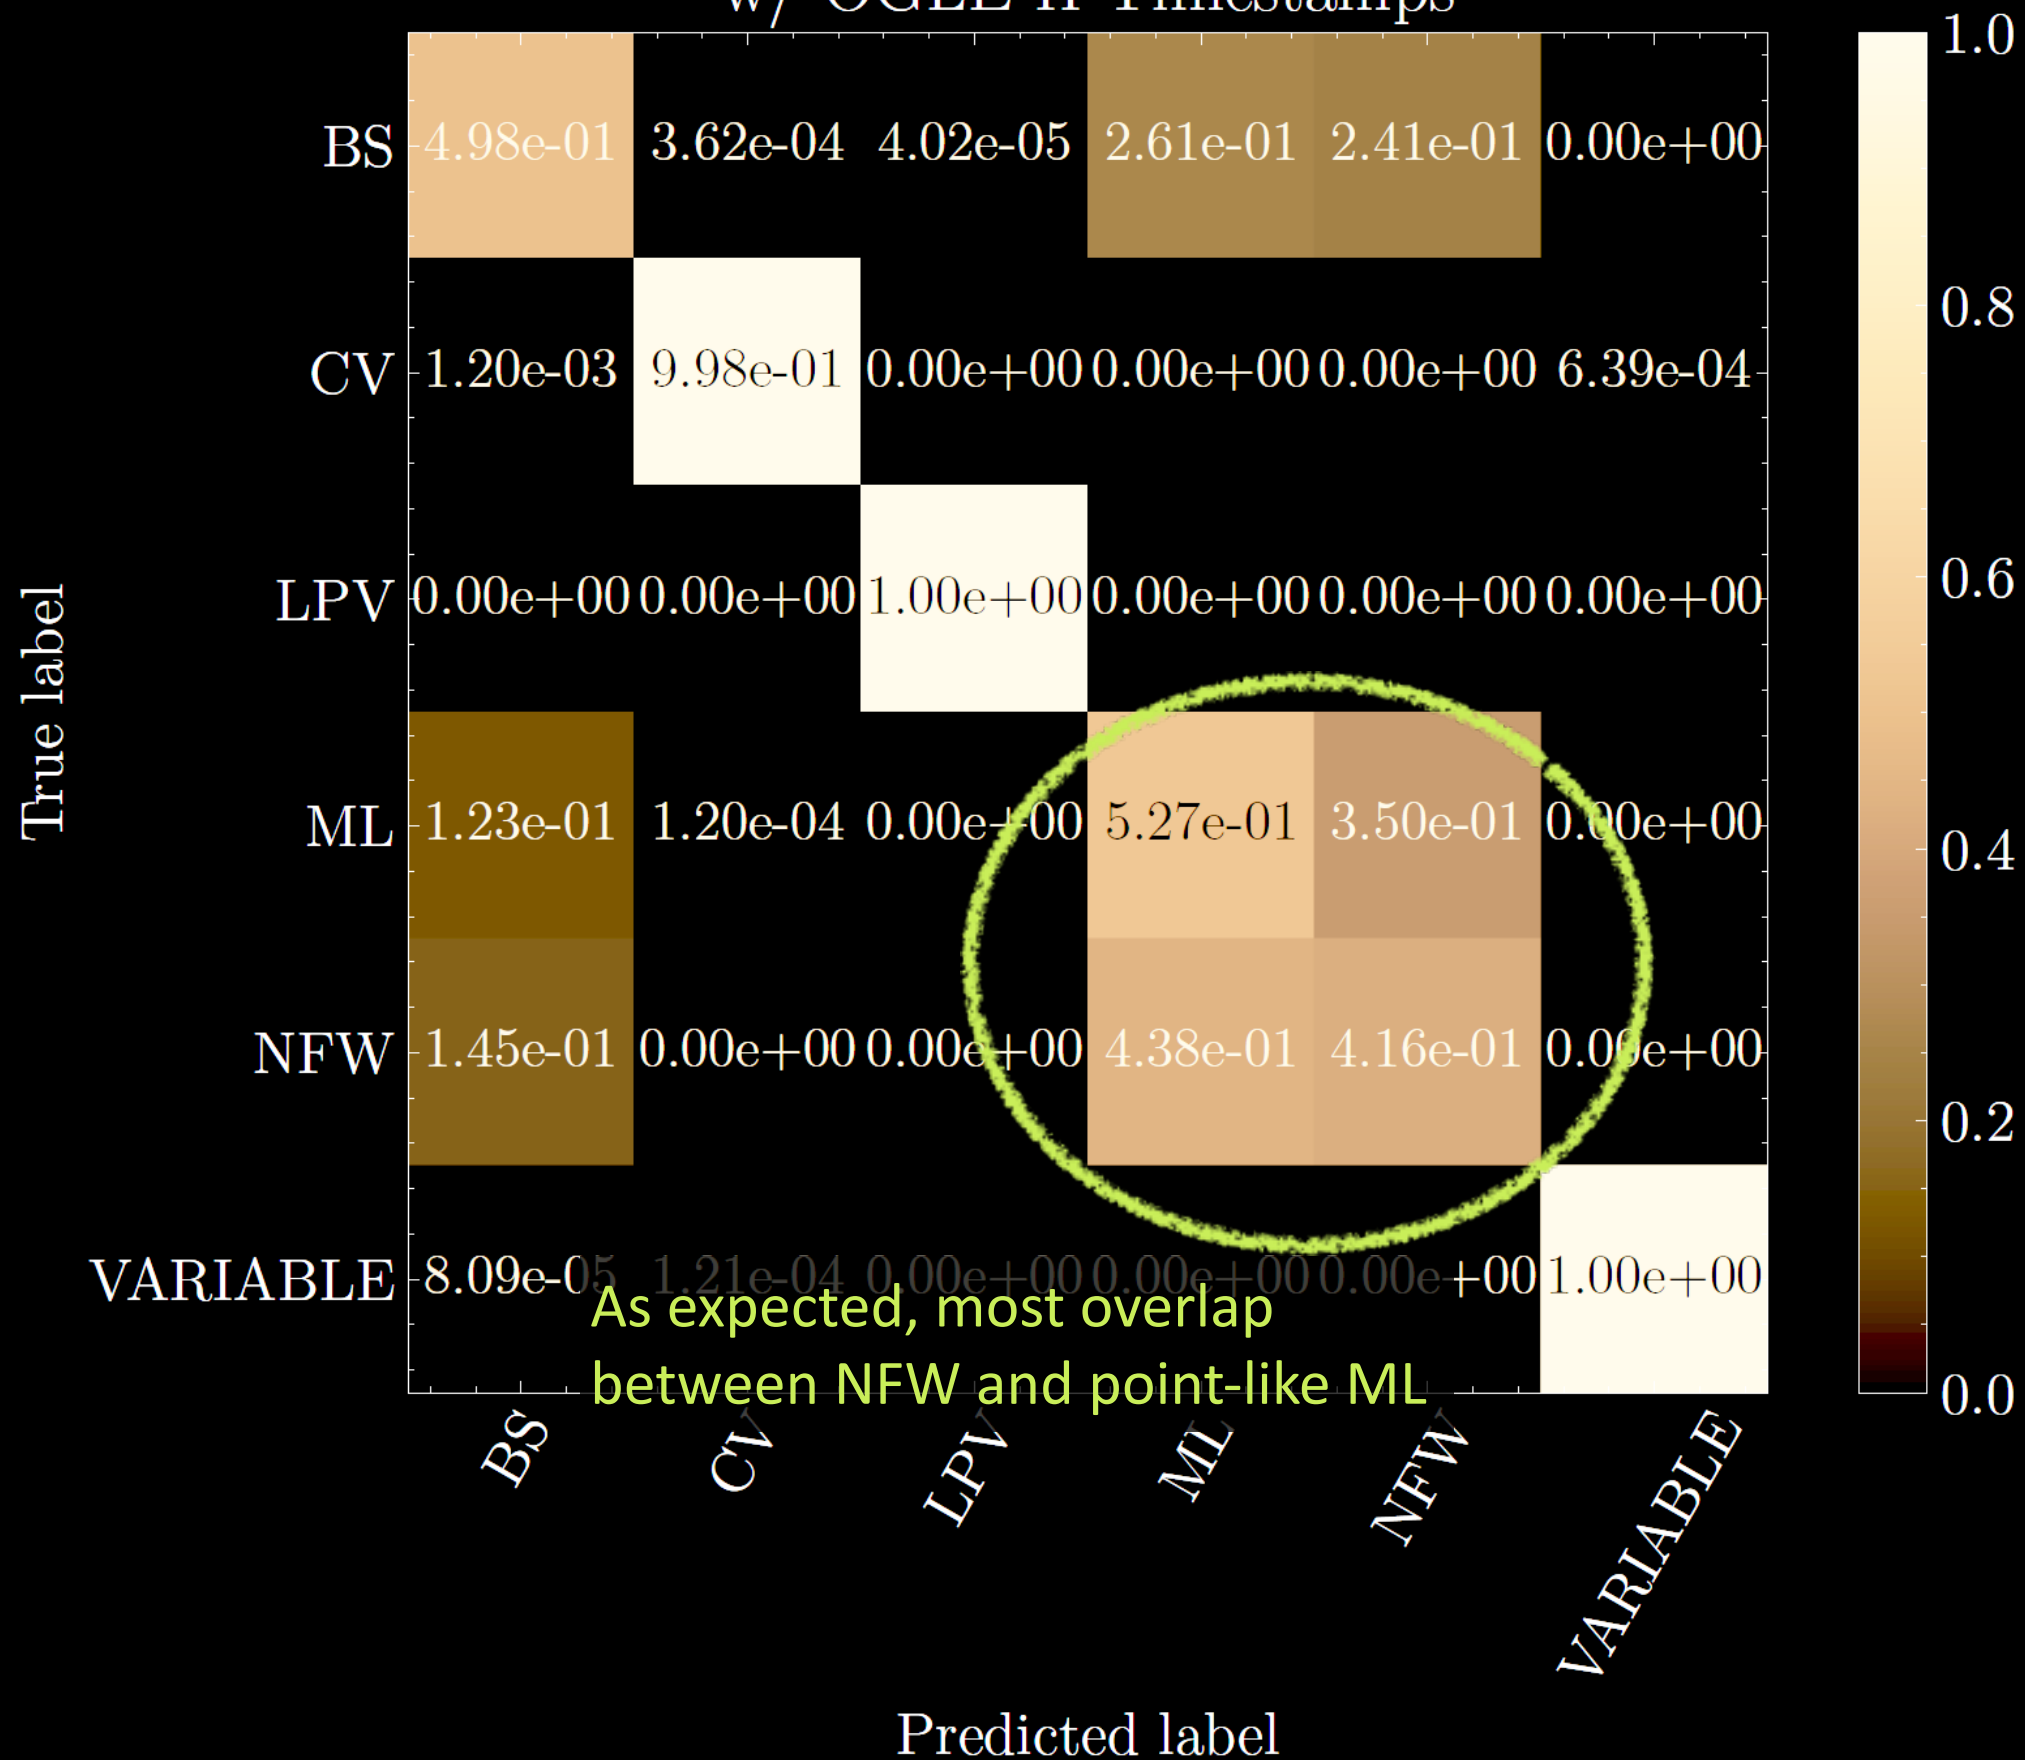 w/ OGLE II Timestamps
1.0
BS 4.98e-01 3.62e-04 4.02e-05 2.61e-01 2.41e-01 0.00e+00
0.8
CV 1.20e-03 9.98e-01 0.00e+00 0.00e+00 0.00e+00 6.39e-04
0.6
LPV 0.00e+00 0.00e+00 1.00e+00 0.00e+00 0.00e+00 0.00e+00
True label
ML 1.23e-01 1.20e-04 0.00e+00 5.27e-01 3.50e-01 0.00e+00
0.4
NFW 1.45e-01 0.00e+00 0.00e+00 4.38e-01 4.16e-01 0.00e+00
0.2
VARIABLE 8.09e-05 1.21e-04 0.00e+00 0.00e+00 0.00e+00 1.00e+00
As expected, most overlap
between NFW and point-like ML
0.0
BS CV LPV ML NFW VARIABLE
Predicted label